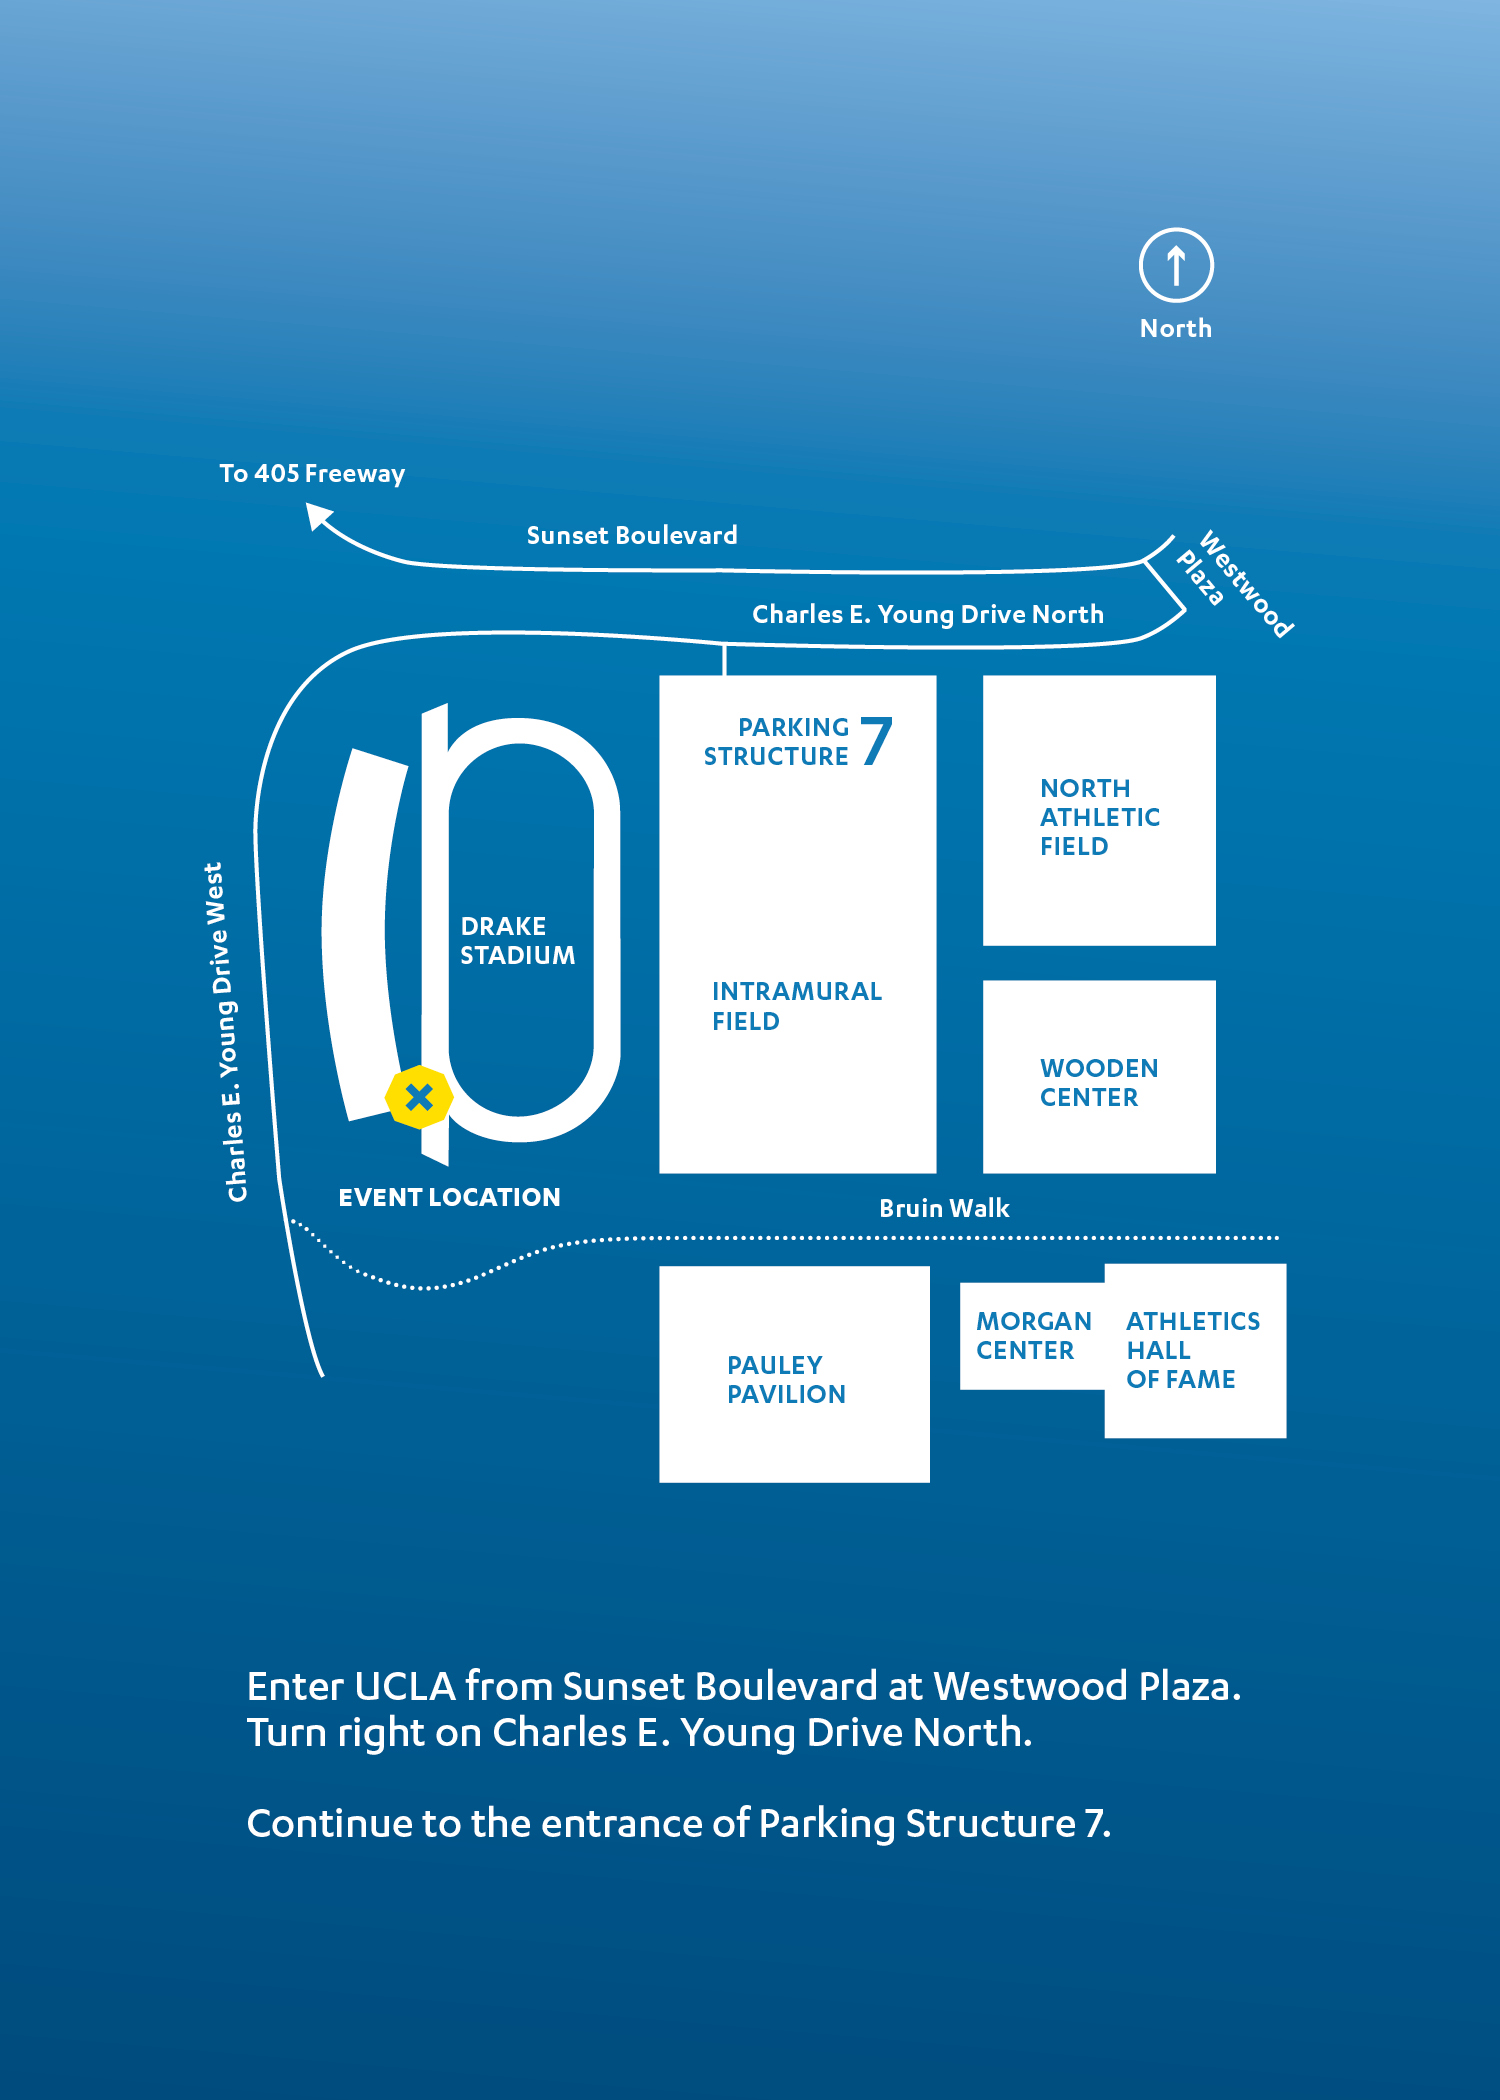 North
To 405 Freeway
Sunset Boulevard
Westwood
Plaza
Charles E. Young Drive North
PARKING
STRUCTURE 7
NORTH
ATHLETIC
FIELD
Charles E. Young Drive West
DRAKE
STADIUM
INTRAMURAL
FIELD
WOODEN
CENTER
EVENT LOCATION
Bruin Walk
PAULEY
PAVILION
MORGAN
CENTER
ATHLETICS
HALL
OF FAME
Enter UCLA from Sunset Boulevard at Westwood Plaza.
Turn right on Charles E. Young Drive North.
Continue to the entrance of Parking Structure 7.